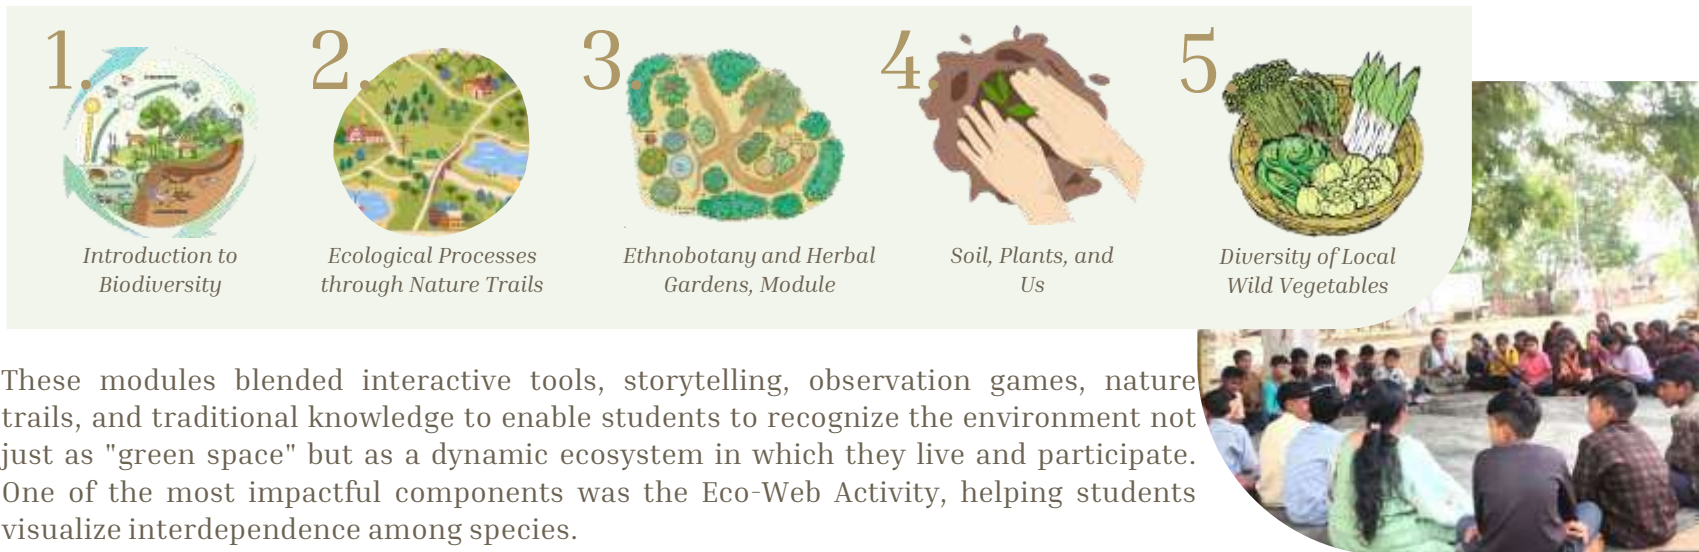 1.
Introduction to
Biodiversity
2.
Ecological Processes
through Nature Trails
3.
Ethnobotany and Herbal
Gardens, Module
4.
Soil, Plants, and
Us
5.
Diversity of Local
Wild Vegetables
These modules blended interactive tools, storytelling, observation games, nature
trails, and traditional knowledge to enable students to recognize the environment not
just as "green space" but as a dynamic ecosystem in which they live and participate.
One of the most impactful components was the Eco-Web Activity, helping students
visualize interdependence among species.